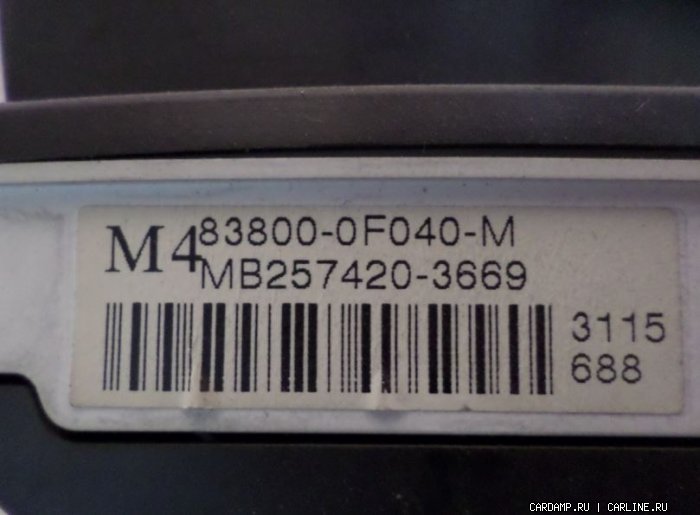 M4
83800-0F040-M
MB257420-3669
3115
688
CARDAMP.RU | CARLINE.RU